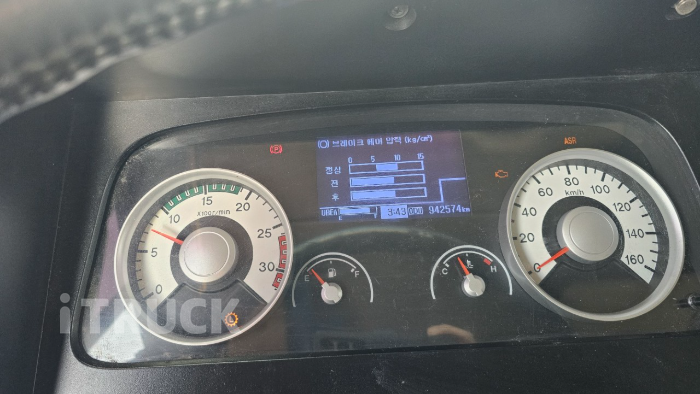 (P)
(O) 브레이크 에어 압력 (kg/cm²)
ASR
0 5 10 15
정상
전
후
UREA
E
3:43
942574km
0 5 10 15 20 25 30
X100r/min
E F
C H
0 20 40 60 80 100 120 140 160
km/h
iTRUCK